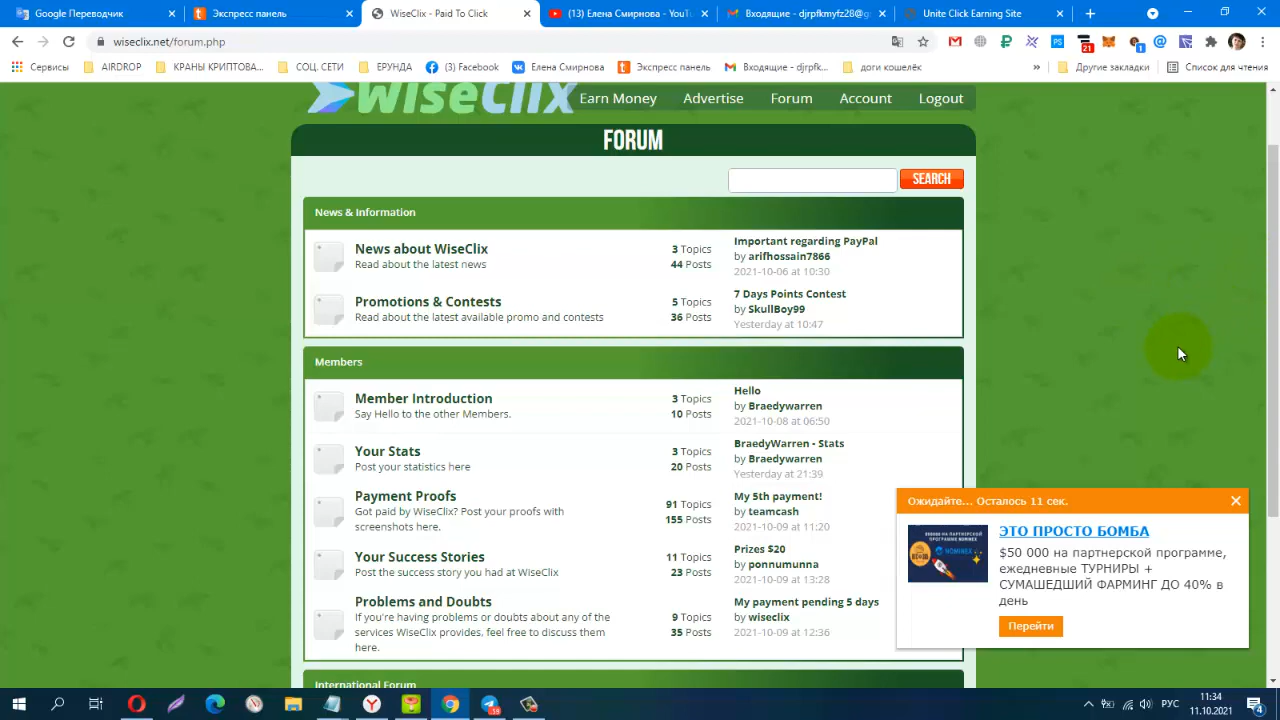 Google Переводчик
Экспресс панель
WiseClix - Paid To Click
(13) Елена Смирнова - YouTu
Входящие - djrpfkmyfz28@g
Unite Click Earning Site
wiseclix.net/forum.php
PS
21
1
Сервисы
AIRDROP
КРАНЫ КРИПТОВА...
СОЦ. СЕТИ
ЕРУНДА
(3) Facebook
Елена Смирнова
Экспресс панель
Входящие - djrpfk...
доги кошелёк
»
Другие закладки
Список для чтения
WiseClix
Earn Money
Advertise
Forum
Account
Logout
FORUM
SEARCH
News & Information
News about WiseClix
Read about the latest news
3 Topics
44 Posts
Important regarding PayPal
by arifhossain7866
2021-10-06 at 10:30
Promotions & Contests
Read about the latest available promo and contests
5 Topics
36 Posts
7 Days Points Contest
by SkullBoy99
Yesterday at 10:47
Members
Member Introduction
Say Hello to the other Members.
3 Topics
10 Posts
Hello
by Braedywarren
2021-10-08 at 06:50
Your Stats
Post your statistics here
3 Topics
20 Posts
BraedyWarren - Stats
by Braedywarren
Yesterday at 21:39
Payment Proofs
Got paid by WiseClix? Post your proofs with
screenshots here.
91 Topics
155 Posts
My 5th payment!
by teamcash
2021-10-09 at 11:20
Your Success Stories
Post the success story you had at WiseClix
11 Topics
23 Posts
Prizes $20
by ponnumunna
2021-10-09 at 13:28
Problems and Doubts
If you're having problems or doubts about any of the
services WiseClix provides, feel free to discuss them
here.
9 Topics
35 Posts
My payment pending 5 days
by wiseclix
2021-10-09 at 12:36
International Forum
Ожидайте... Осталось 11 сек.
ЭТО ПРОСТО БОМБА
$50 000 на партнерской программе,
ежедневные ТУРНИРЫ +
СУМАШЕДШИЙ ФАРМИНГ ДО 40% в
день
Перейти
NOMINEX
РУС
11:34
11.10.2021
4